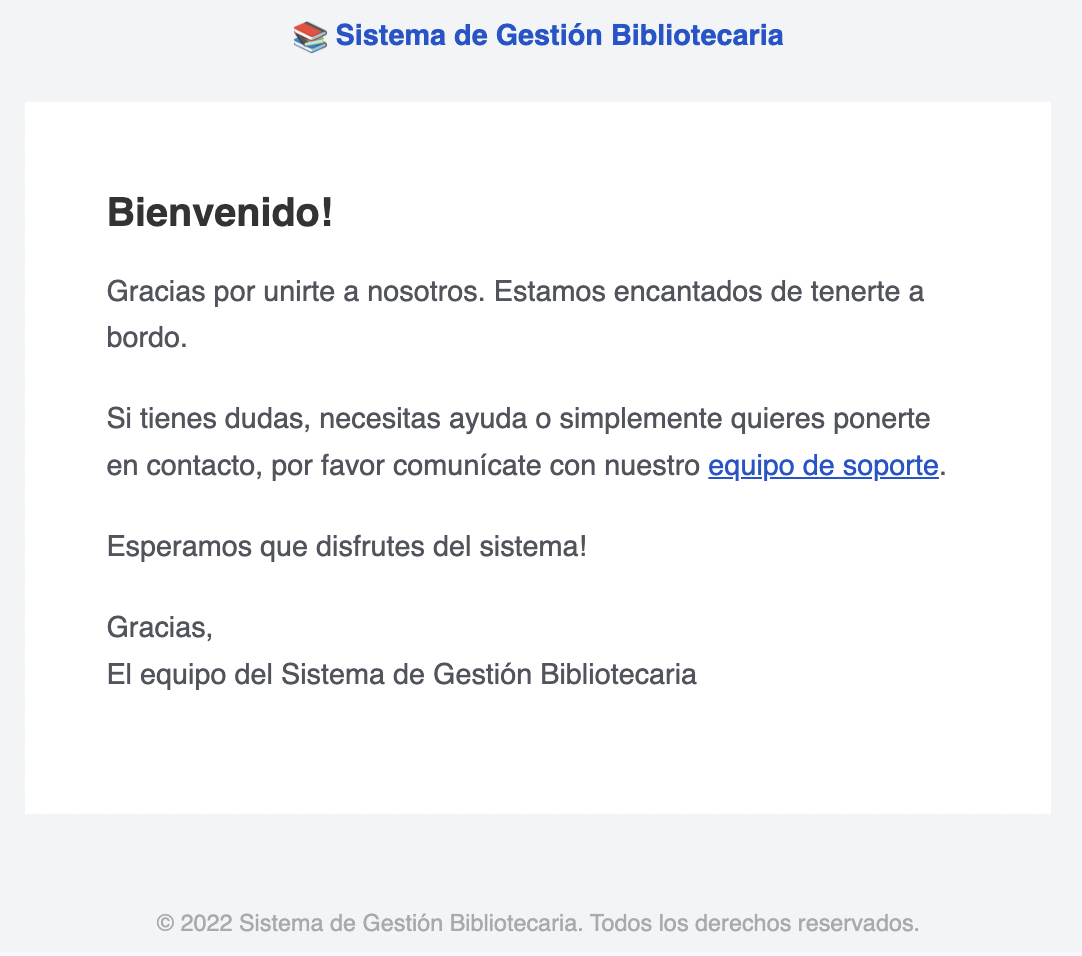 📚 Sistema de Gestión Bibliotecaria
Bienvenido!
Gracias por unirte a nosotros. Estamos encantados de tenerte a
bordo.
Si tienes dudas, necesitas ayuda o simplemente quieres ponerte
en contacto, por favor comunícate con nuestro equipo de soporte.
Esperamos que disfrutes del sistema!
Gracias,
El equipo del Sistema de Gestión Bibliotecaria
© 2022 Sistema de Gestión Bibliotecaria. Todos los derechos reservados.